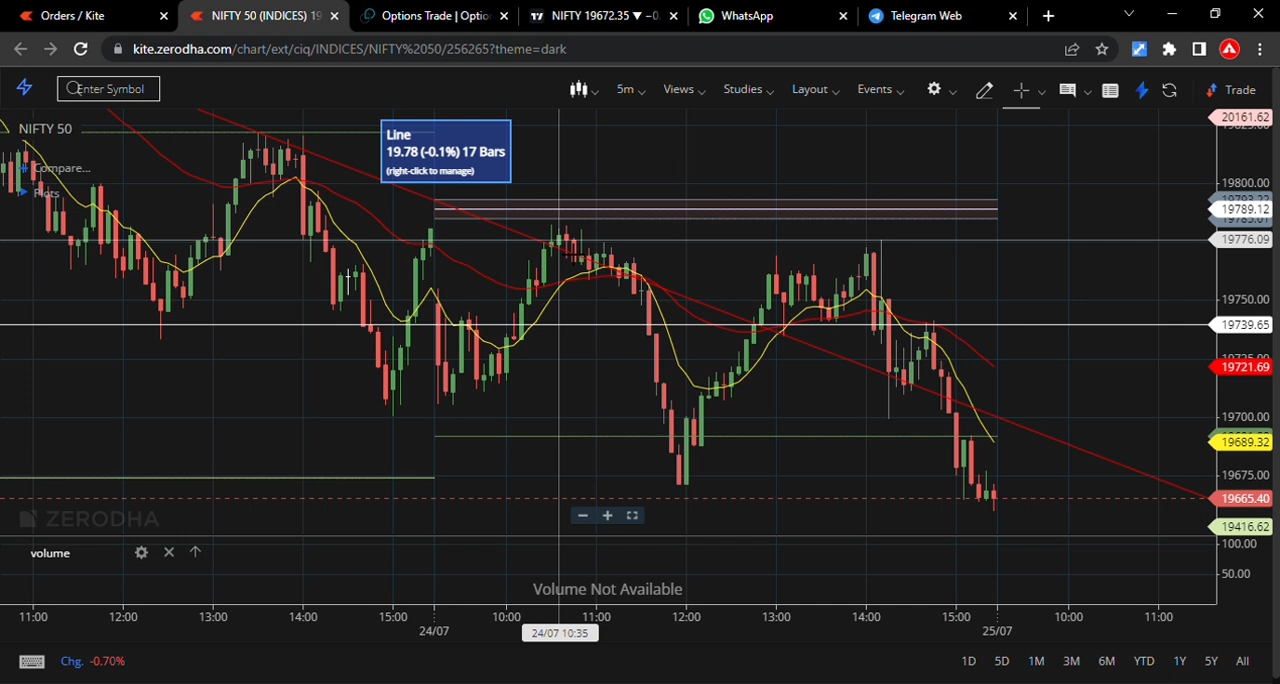 Orders / Kite
NIFTY 50 (INDICES) 19
Options Trade | Optio
NIFTY 19672.35 ▼ −0.
WhatsApp
Telegram Web
kite.zerodha.com/chart/ext/ciq/INDICES/NIFTY%2050/256265?theme=dark
Enter Symbol
5m
Views
Studies
Layout
Events
Trade
NIFTY 50
Compare...
Plots
Line
19.78 (-0.1%) 17 Bars
(right-click to manage)
20161.62
19800.00
19789.12
19776.09
19750.00
19739.65
19725.00
19721.69
19700.00
19689.32
19675.00
19665.40
19416.62
ZERODHA
volume
100.00
50.00
Volume Not Available
11:00 12:00 13:00 14:00 15:00 10:00 11:00 12:00 13:00 14:00 15:00 10:00 11:00
24/07 24/07 10:35 25/07
Chg. -0.70%
1D 5D 1M 3M 6M YTD 1Y 5Y All